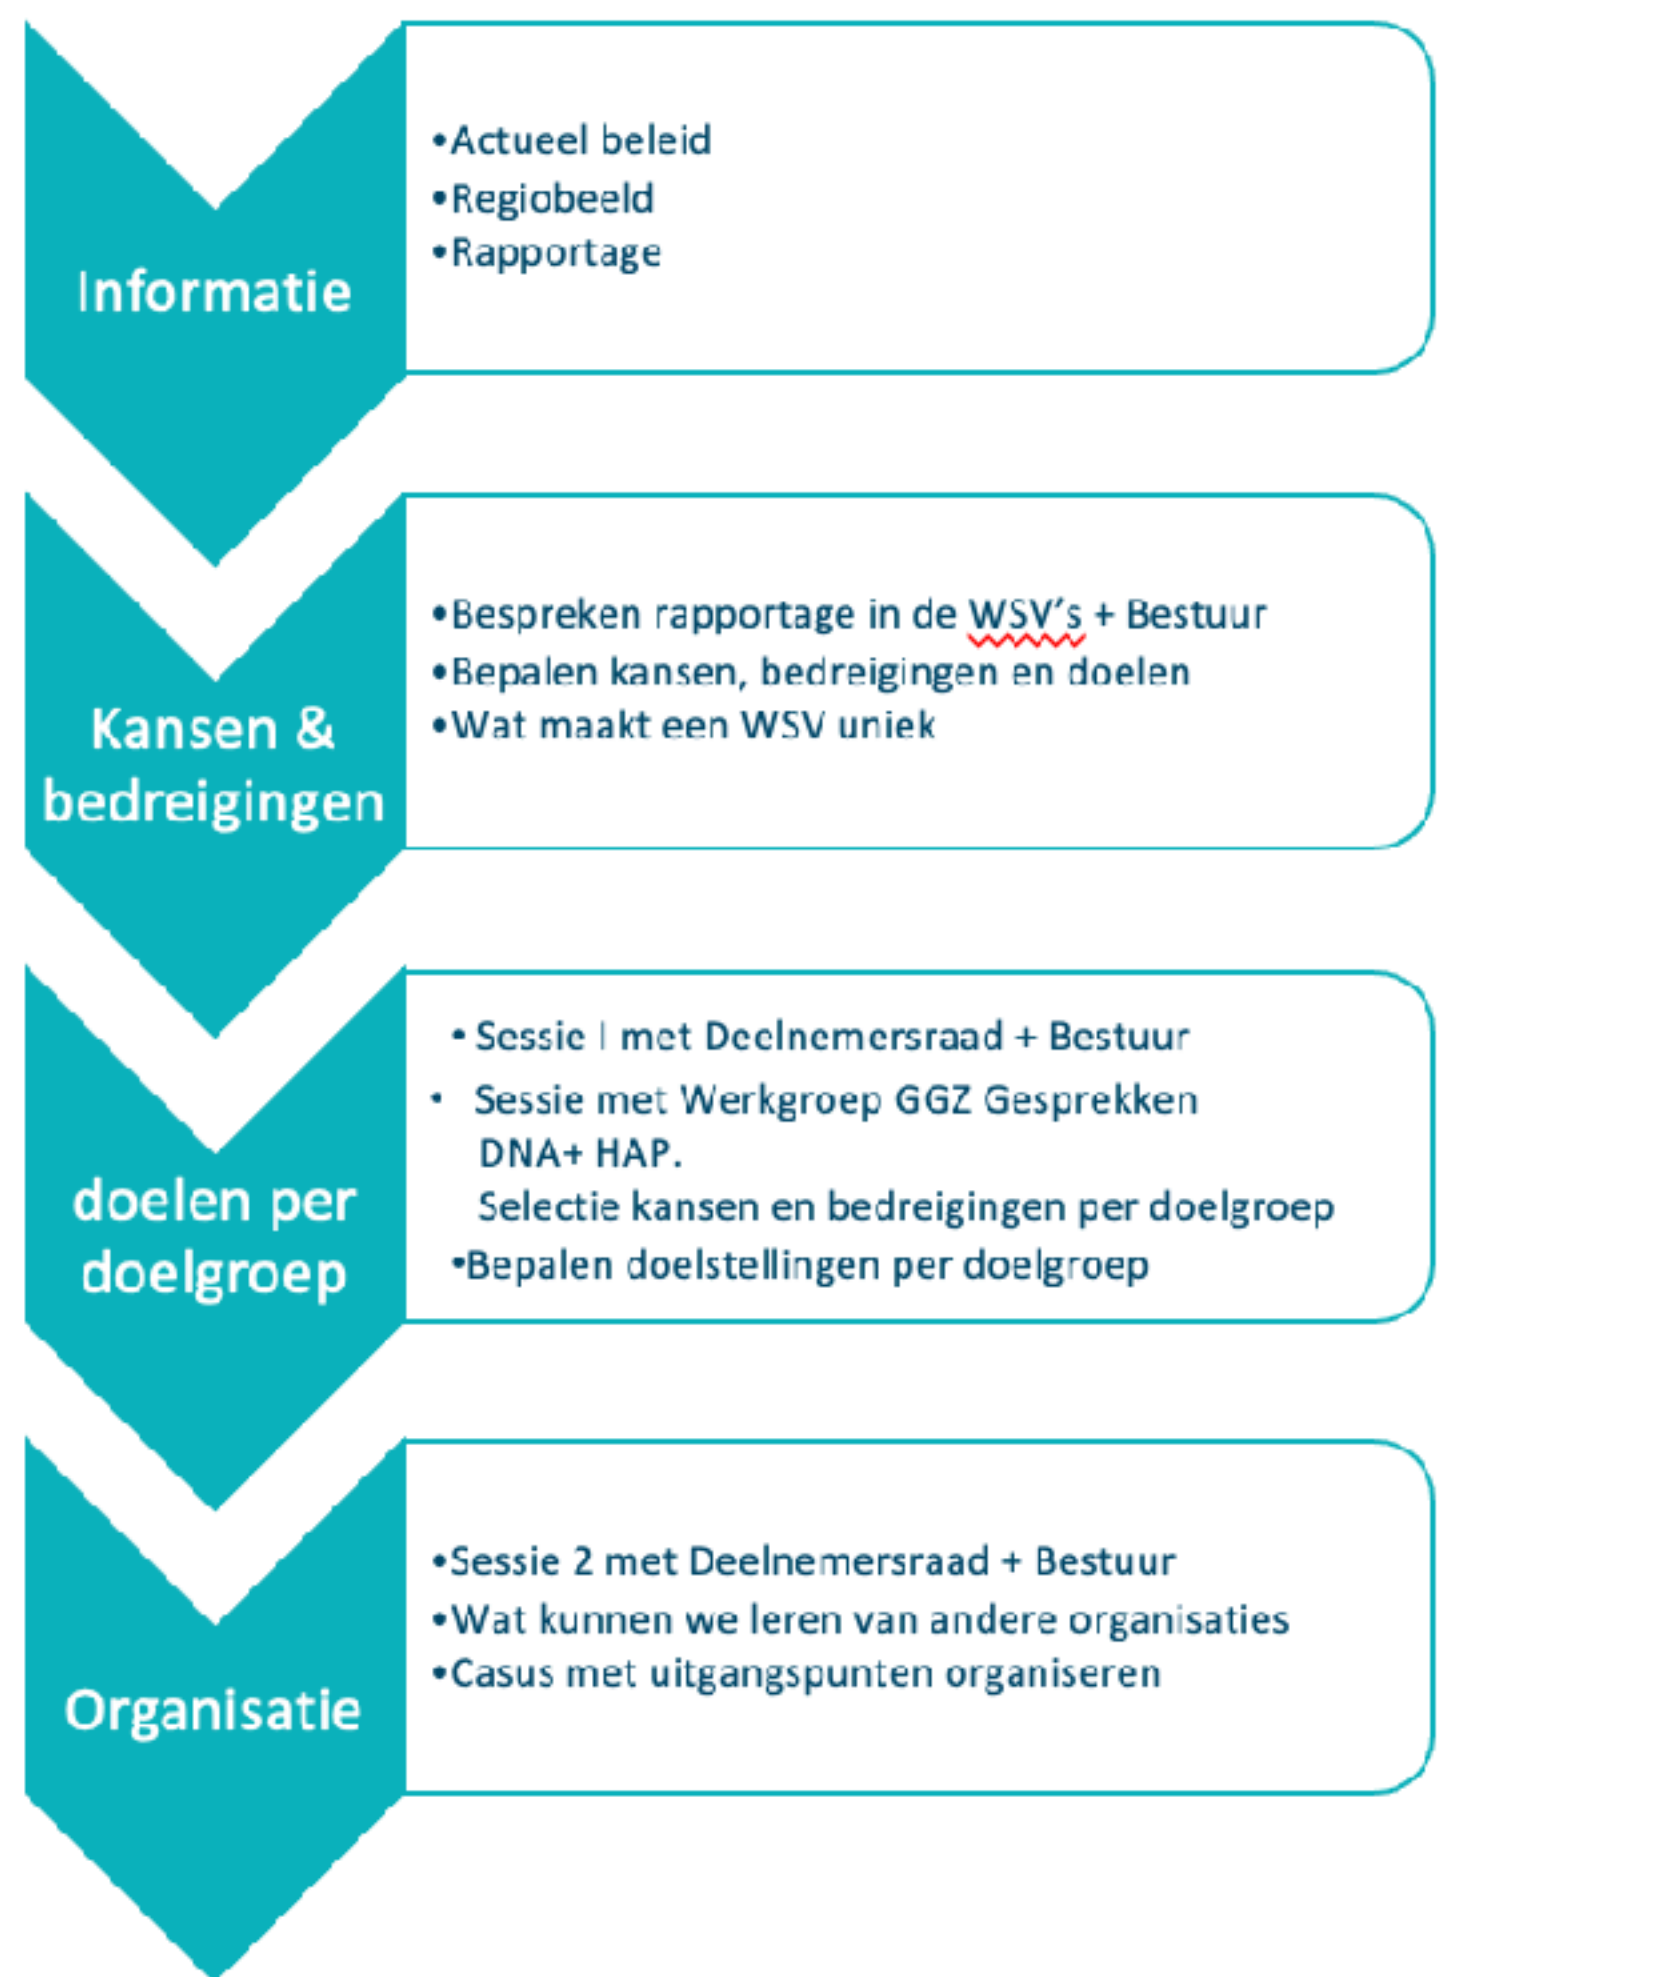 Informatie
•Actueel beleid
•Regiobeeld
•Rapportage
Kansen &
bedreigingen
•Bespreken rapportage in de WSV's + Bestuur
•Bepalen kansen, bedreigingen en doelen
•Wat maakt een WSV uniek
doelen per
doelgroep
• Sessie I met Deelnemersraad + Bestuur
• Sessie met Werkgroep GGZ Gesprekken
DNA+ HAP.
Selectie kansen en bedreigingen per doelgroep
•Bepalen doelstellingen per doelgroep
Organisatie
•Sessie 2 met Deelnemersraad + Bestuur
•Wat kunnen we leren van andere organisaties
•Casus met uitgangspunten organiseren